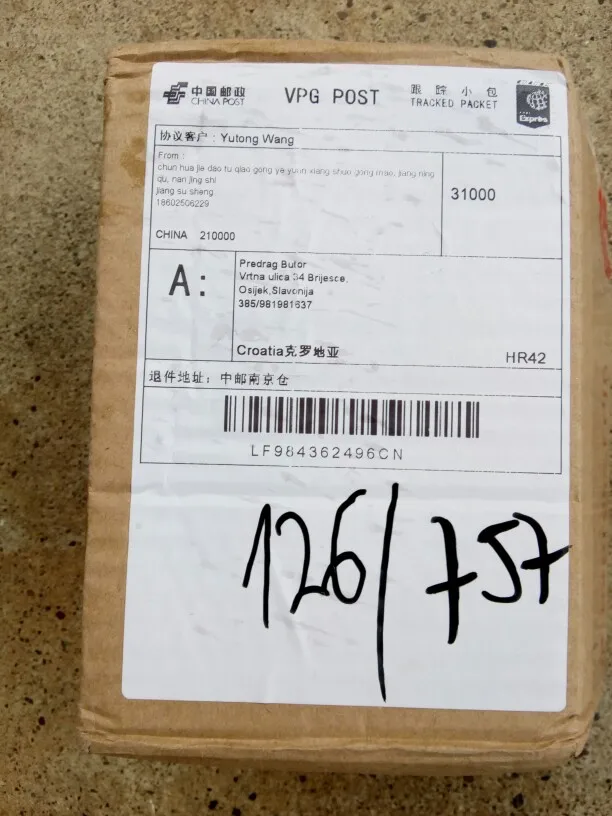 中国邮政
CHINA POST
VPG POST
跟踪小包
TRACKED PACKET
Express
协议客户: Yutong Wang
From :
chun hua jie dao tu qiao gong ye yuan xiang shuo gong mao, jiang ning
qu, nan jing shi
jiang su sheng
18602506229
CHINA 210000
31000
A:
Predrag Butor
Vrtna ulica 34 Brijesce,
Osijek,Slavonija
385/981981637
Croatia克罗地亚
HR42
退件地址: 中邮南京仓
LF984362496CN
126/757